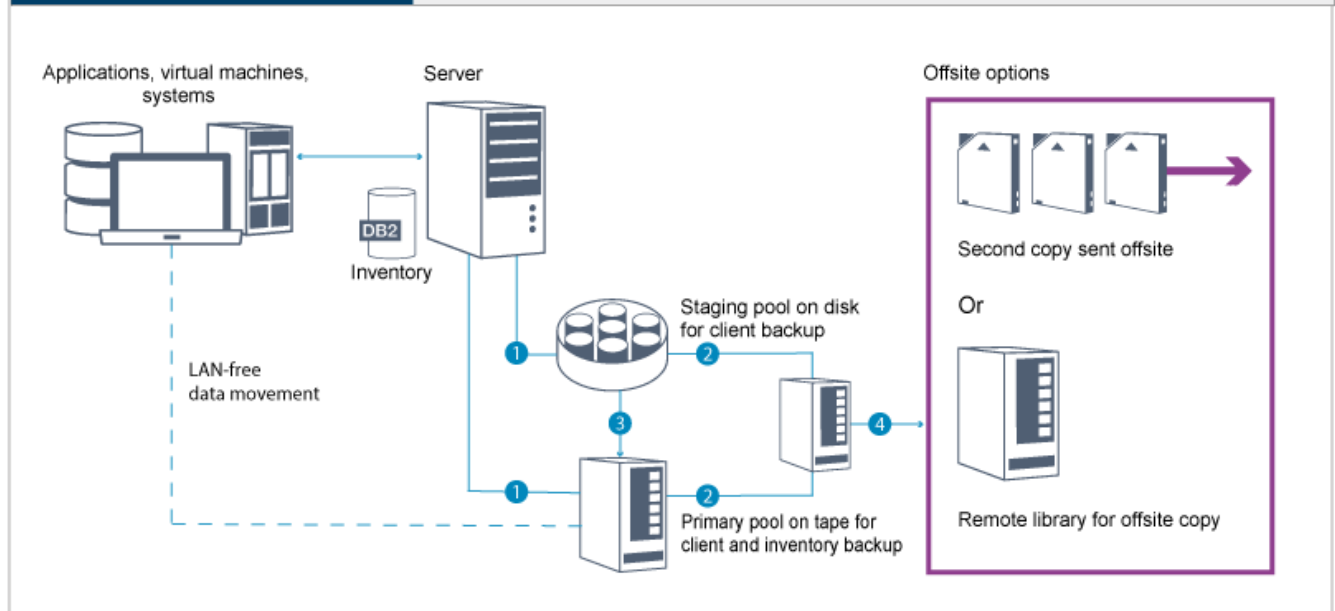 Applications, virtual machines,
systems
Server
Offsite options
DB2
Inventory
Second copy sent offsite
Staging pool on disk
for client backup
Or
1
2
LAN-free
data movement
3
4
1
2
Primary pool on tape for
client and inventory backup
Remote library for offsite copy